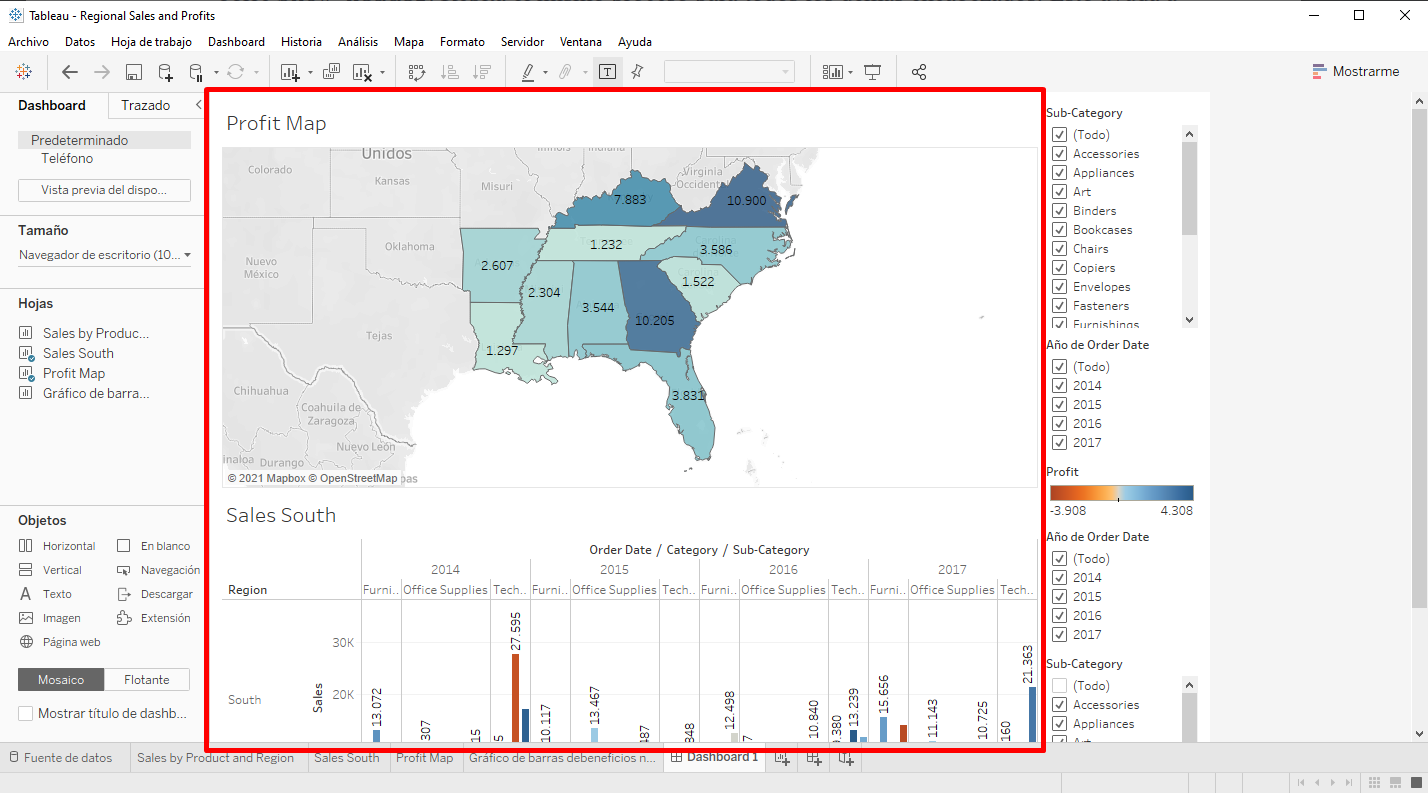 Tableau - Regional Sales and Profits
Archivo Datos Hoja de trabajo Dashboard Historia Análisis Mapa Formato Servidor Ventana Ayuda
Mostrarme
Dashboard Trazado
Predeterminado
Teléfono
Vista previa del dispo...
Tamaño
Navegador de escritorio (10...
Hojas
Sales by Produc...
Sales South
Profit Map
Gráfico de barra...
Objetos
Horizontal En blanco
Vertical Navegación
Texto Descargar
Imagen Extensión
Página web
Mosaico Flotante
Mostrar título de dashb...
Profit Map
Unidos
Colorado
Kansas
Misuri
Illinois
Indiana
Virginia
Occident
Oklahoma
Nuevo
México
Tejas
Chihuahua
Coahuila de
Zaragoza
Nuevo León
Durango
7.883
10.900
1.232
3.586
2.607
2.304
3.544
1.522
10.205
1.297
3.831
© 2021 Mapbox © OpenStreetMap
Sales South
Order Date / Category / Sub-Category
2014 2015 2016 2017
Region Furni.. Office Supplies Tech.. Furni.. Office Supplies Tech.. Furni.. Office Supplies Tech.. Furni.. Office Supplies Tech..
30K
20K
Sales
South
13.072
27.595
10.117
13.467
12.498
10.840
13.239
15.656
11.143
10.725
21.363
Sub-Category
(Todo)
Accessories
Appliances
Art
Binders
Bookcases
Chairs
Copiers
Envelopes
Fasteners
Furnishings
Año de Order Date
(Todo)
2014
2015
2016
2017
Profit
-3.908 4.308
Año de Order Date
(Todo)
2014
2015
2016
2017
Sub-Category
(Todo)
Accessories
Appliances
Art
Fuente de datos Sales by Product and Region Sales South Profit Map Gráfico de barras debeneficios n... Dashboard 1